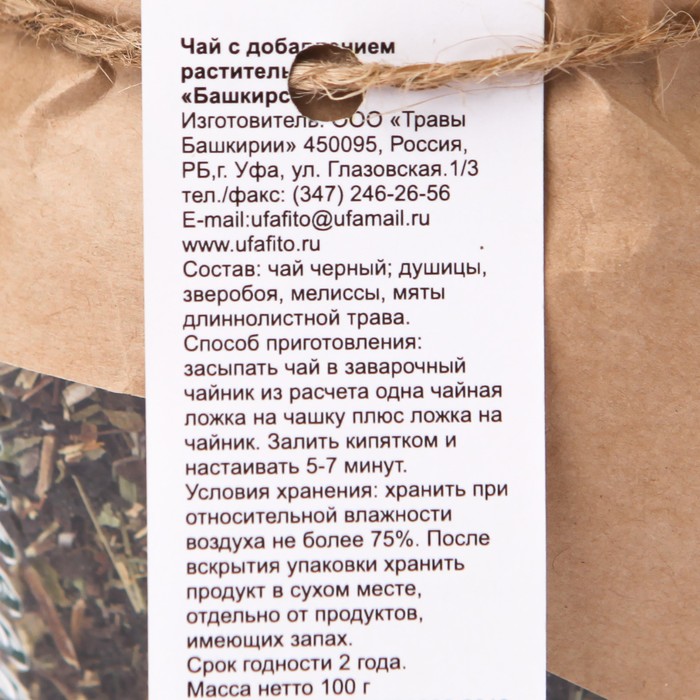 Чай с добавлением
«Башкирс
Изготовитель: ООО «Травы
Башкирии» 450095, Россия,
РБ,г. Уфа, ул. Глазовская.1/3
тел./факс: (347) 246-26-56
E-mail:ufafito@ufamail.ru
www.ufafito.ru
Состав: чай черный; душицы,
зверобоя, мелиссы, мяты
длиннолистной трава.
Способ приготовления:
засыпать чай в заварочный
чайник из расчета одна чайная
ложка на чашку плюс ложка на
чайник. Залить кипятком и
настаивать 5-7 минут.
Условия хранения: хранить при
относительной влажности
воздуха не более 75%. После
вскрытия упаковки хранить
продукт в сухом месте,
отдельно от продуктов,
имеющих запах.
Срок годности 2 года.
Масса нетто 100 г